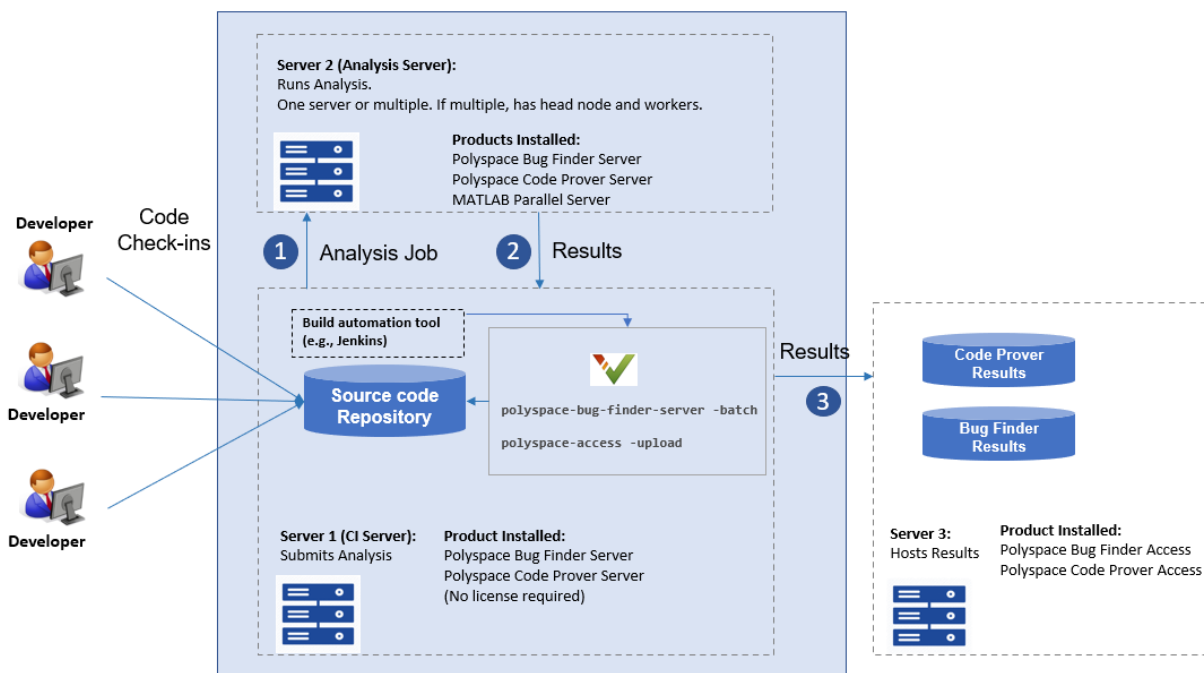 Server 2 (Analysis Server):
Runs Analysis.
One server or multiple. If multiple, has head node and workers.
Products Installed:
Polyspace Bug Finder Server
Polyspace Code Prover Server
MATLAB Parallel Server
Developer
Code
Check-ins
1
Analysis Job
2
Results
Build automation tool
(e.g., Jenkins)
Source code
Repository
polyspace-bug-finder-server -batch
polyspace-access -upload
Results
3
Code Prover
Results
Bug Finder
Results
Developer
Developer
Server 1 (CI Server):
Submits Analysis
Product Installed:
Polyspace Bug Finder Server
Polyspace Code Prover Server
(No license required)
Server 3:
Hosts Results
Product Installed:
Polyspace Bug Finder Access
Polyspace Code Prover Access